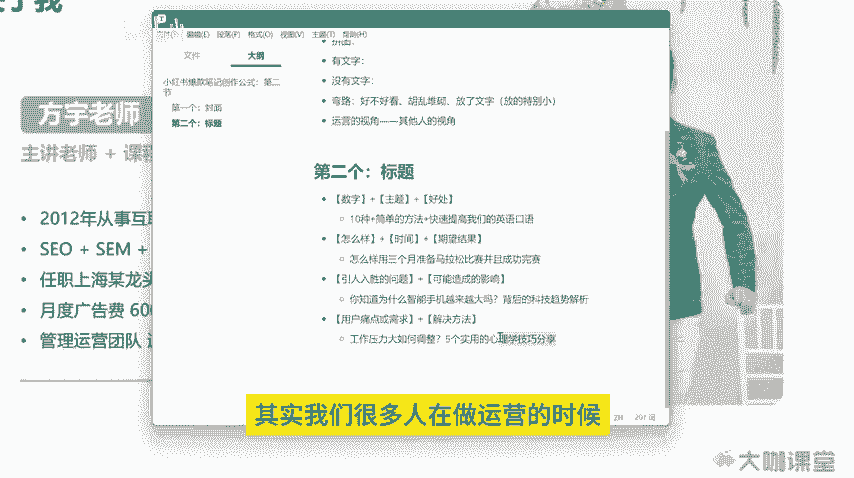 于我
方宇老师
主讲老师 + 课程
2012年从事互联
SEO + SEM +
任职上海某龙头
月度广告费 600
管理运营团队
编辑(E) 段落(P) 格式(O) 视图(V) 主题(T) 帮助(H)
文件 大纲
小红书爆款笔记创作公式：第二节
第一个：封面
第二个：标题
拼图：
有文字：
没有文字：
弯路：好不好看、胡乱堆砌、放了文字（放的特别小）
运营的视角——其他人的视角
第二个：标题
【数字】+【主题】+【好处】
10种+简单的方法+快速提高我们的英语口语
【怎么样】+【时间】+【期望结果】
怎么样用三个月准备马拉松比赛并且成功完赛
【引人入胜的问题】+【可能造成的影响】
你知道为什么智能手机越来越大吗？背后的科技趋势解析
【用户痛点或需求】+【解决方法】
工作压力大如何调整？5个实用的心理学技巧分享
其实我们很多人在做运营的时候
大咖课堂